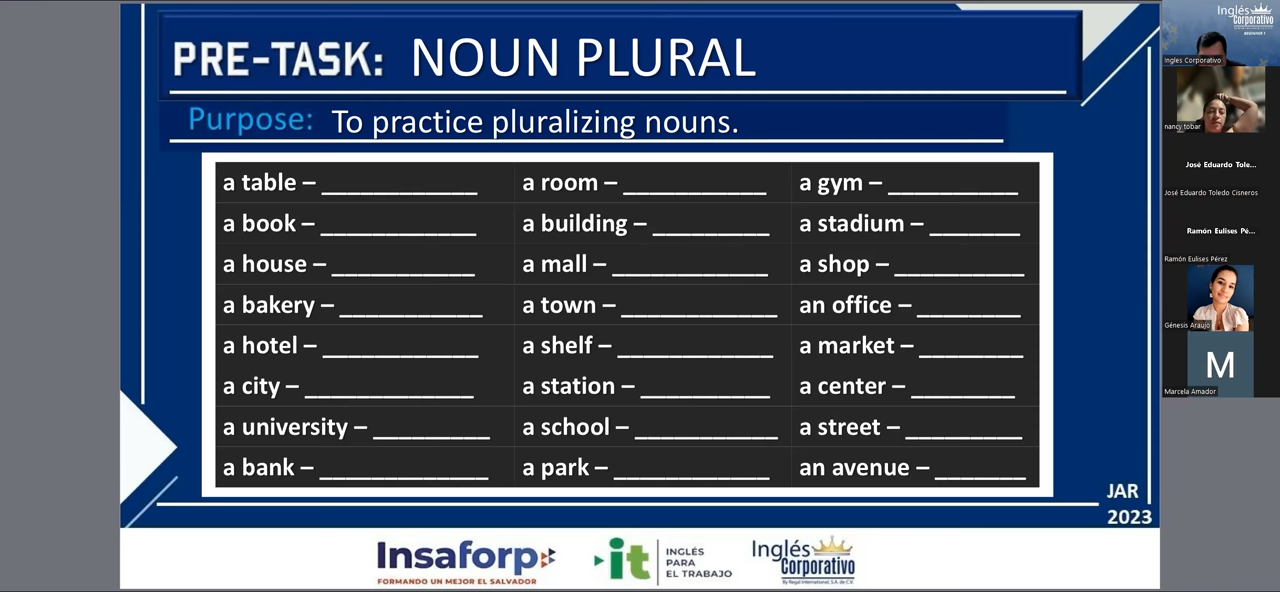 PRE-TASK: NOUN PLURAL
Purpose: To practice pluralizing nouns.
a table – ____________ a room – ___________ a gym – __________
a book – ____________ a building – _________ a stadium – _______
a house – ___________ a mall – ____________ a shop – __________
a bakery – ___________ a town – ____________ an office – ________
a hotel – ____________ a shelf – ____________ a market – ________
a city – _____________ a station – __________ a center – ________
a university – _________ a school – ___________ a street – _________
a bank – _____________ a park – ____________ an avenue – _______
JAR
2023
Insaforp
FORMANDO UN MEJOR EL SALVADOR
it
INGLÉS
PARA
EL TRABAJO
Inglés
Corporativo
By Regal International, S.A. de C.V.
Inglés
Corporativo
BEGINNER 1
Ingles Corporativo
nancy tobar
José Eduardo Tole...
José Eduardo Toledo Cisneros
Ramón Eulises Pé...
Ramón Eulises Pérez
Génesis Araujo
M
Marcela Amador